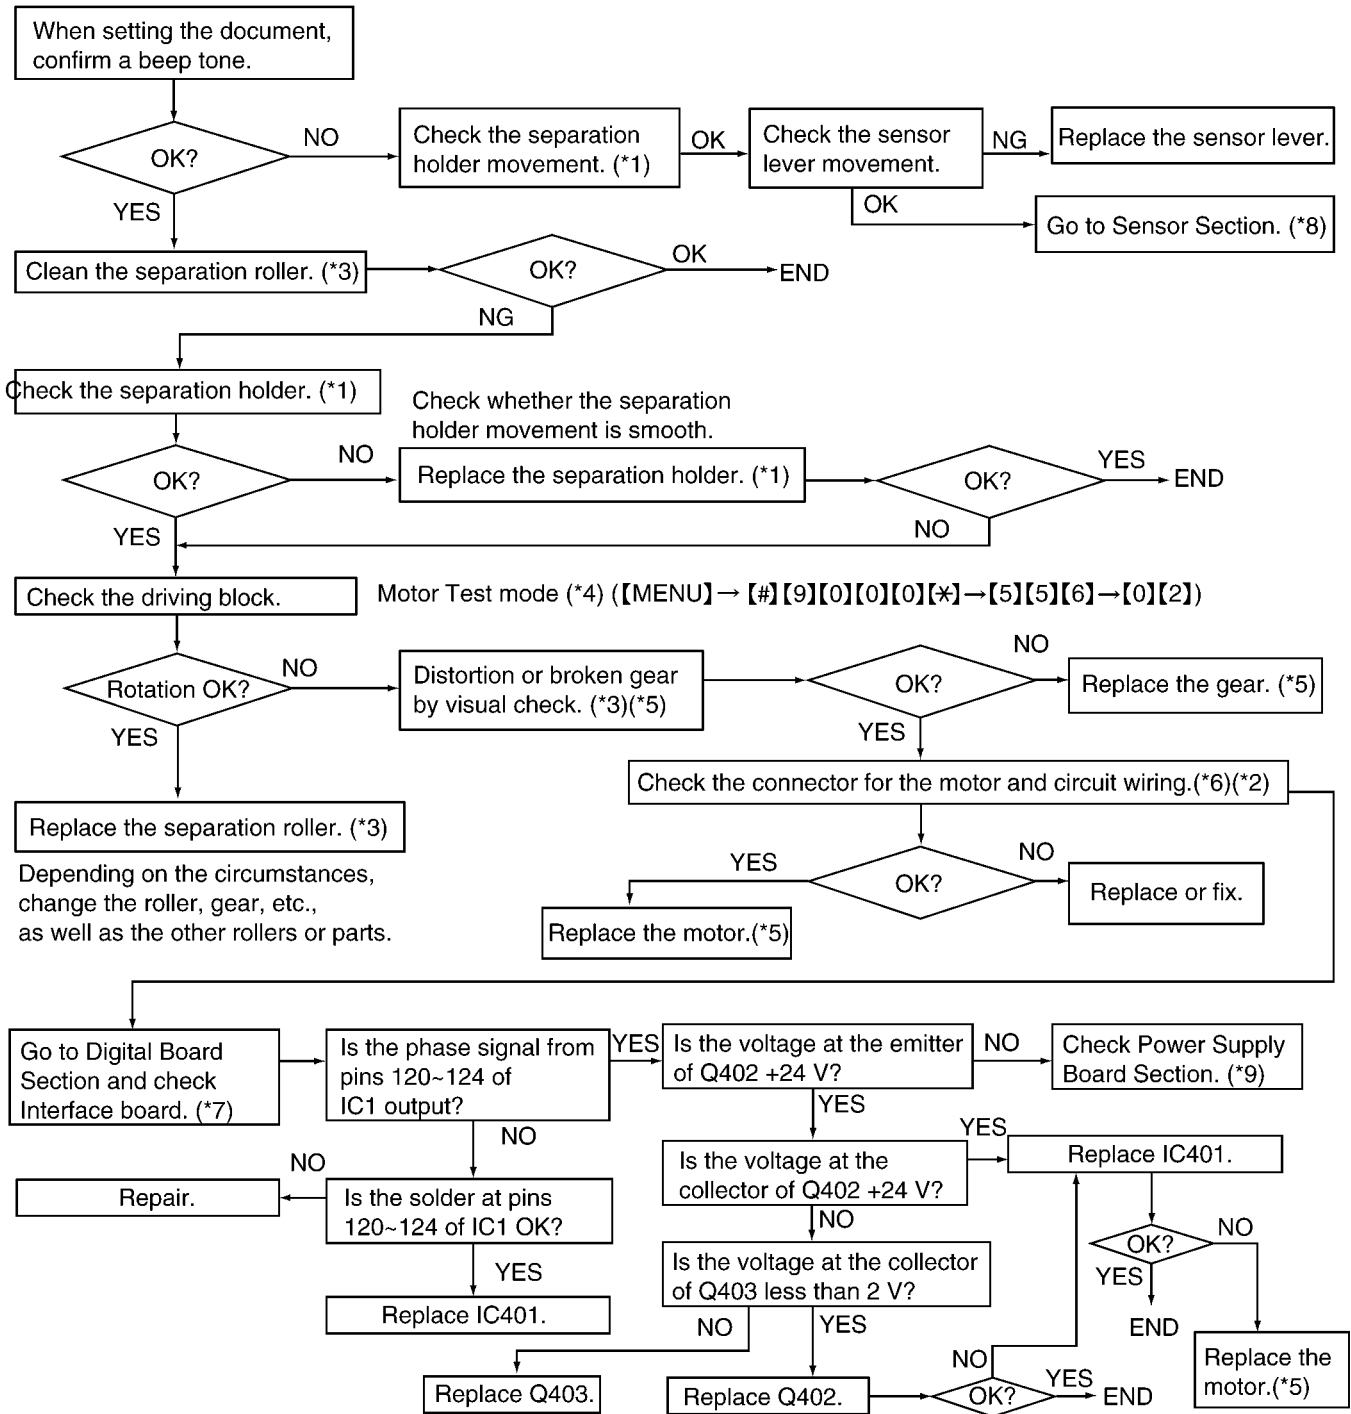 When setting the document,
confirm a beep tone.
OK?
NO
Check the separation
holder movement. (*1)
OK
Check the sensor
lever movement.
NG
Replace the sensor lever.
OK
Go to Sensor Section. (*8)
YES
Clean the separation roller. (*3)
OK?
OK
END
NG
Check the separation holder. (*1)
Check whether the separation
holder movement is smooth.
OK?
NO
Replace the separation holder. (*1)
OK?
YES
END
NO
YES
Check the driving block.
Motor Test mode (*4) (【MENU】→【#】【9】【0】【0】【0】【*】→【5】【5】【6】→【0】【2】)
Rotation OK?
NO
Distortion or broken gear
by visual check. (*3)(*5)
OK?
NO
Replace the gear. (*5)
YES
YES
Check the connector for the motor and circuit wiring.(*6)(*2)
Replace the separation roller. (*3)
Depending on the circumstances,
change the roller, gear, etc.,
as well as the other rollers or parts.
OK?
YES
NO
Replace or fix.
Replace the motor.(*5)
Go to Digital Board
Section and check
Interface board. (*7)
Is the phase signal from
pins 120~124 of
IC1 output?
YES
Is the voltage at the emitter
of Q402 +24 V?
NO
Check Power Supply
Board Section. (*9)
NO
YES
Is the solder at pins
120~124 of IC1 OK?
NO
Repair.
YES
Replace IC401.
Is the voltage at the
collector of Q402 +24 V?
YES
Replace IC401.
NO
Is the voltage at the collector
of Q403 less than 2 V?
OK?
NO
YES
END
Replace the
motor.(*5)
NO
YES
Replace Q403.
Replace Q402.
OK?
NO
YES
END